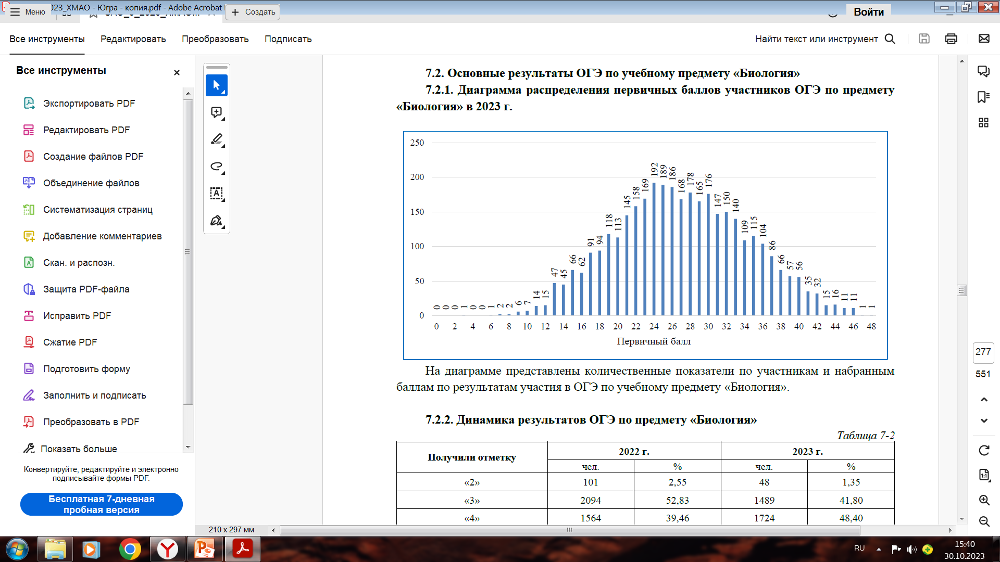 023_ХМАО - Югра - копия.pdf - Adobe Acrobat
Меню
Создать
Войти
Все инструменты
Редактировать
Преобразовать
Подписать
Найти текст или инструмент
Все инструменты
Экспортировать PDF
Редактировать PDF
Создание файлов PDF
Объединение файлов
Систематизация страниц
Добавление комментариев
Скан. и распозн.
Защита PDF-файла
Исправить PDF
Сжатие PDF
Подготовить форму
Заполнить и подписать
Преобразовать в PDF
Показать больше
Конвертируйте, редактируйте и электронно
подписывайте формы PDF.
Бесплатная 7-дневная
пробная версия
7.2. Основные результаты ОГЭ по учебному предмету «Биология»
7.2.1. Диаграмма распределения первичных баллов участников ОГЭ по предмету
«Биология» в 2023 г.
250
200
150
100
50
0
0 0 0 1 0 0 1 2 2 6 7 14 15 47 45 66 62 91 94 118 113 145 158 169 192 189 186 168 178 165 176 147 150 140 109 115 104 86 66 57 56 35 32 15 16 11 11 1 1
0 2 4 6 8 10 12 14 16 18 20 22 24 26 28 30 32 34 36 38 40 42 44 46 48
Первичный балл
На диаграмме представлены количественные показатели по участникам и набранным
баллам по результатам участия в ОГЭ по учебному предмету «Биология».
7.2.2. Динамика результатов ОГЭ по предмету «Биология»
Таблица 7-2
Получили отметку 2022 г. 2023 г.
чел. % чел. %
«2» 101 2,55 48 1,35
«3» 2094 52,83 1489 41,80
«4» 1564 39,46 1724 48,40
277
551
1:1
210 x 297 мм
RU
15:40
30.10.2023